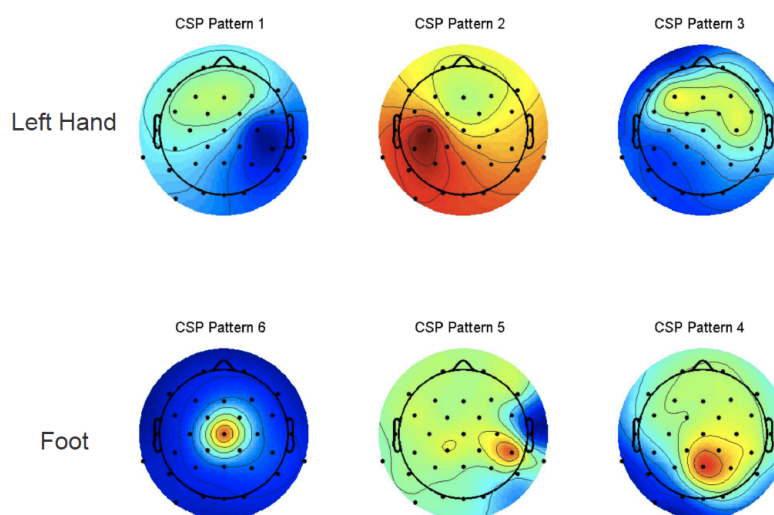 CSP Pattern 1
CSP Pattern 2
CSP Pattern 3
Left Hand
CSP Pattern 6
CSP Pattern 5
CSP Pattern 4
Foot